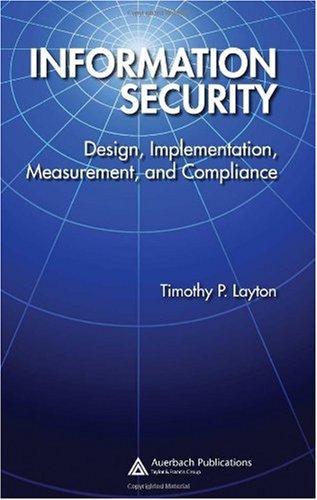 INFORMATION
SECURITY
Design, Implementation,
Measurement, and Compliance
Timothy P. Layton
Auerbach Publications
Taylor & Francis Group